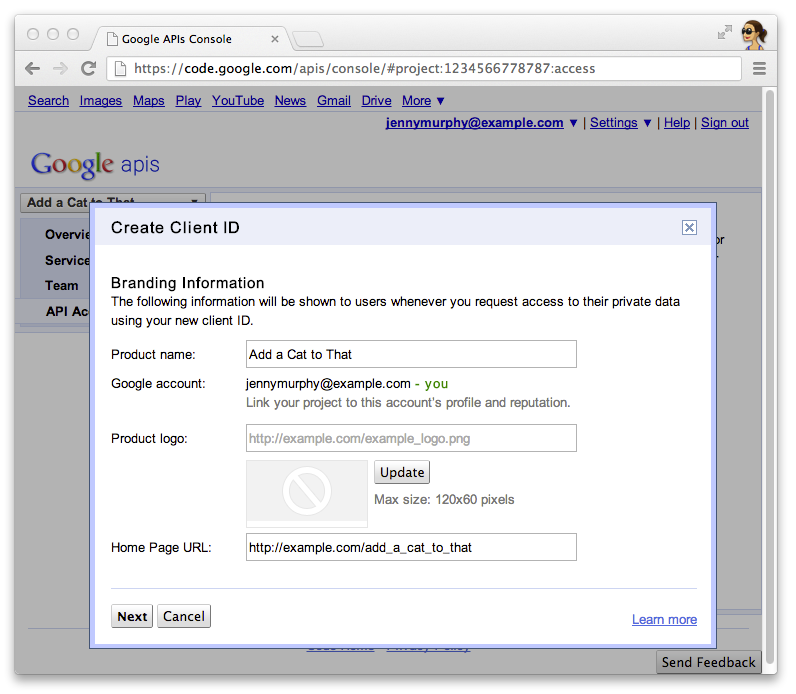 Google APIs Console
https://code.google.com/apis/console/#project:1234566778787:access
Search Images Maps Play YouTube News Gmail Drive More ▼
jennymurphy@example.com ▼ | Settings ▼ | Help | Sign out
Google apis
Add a Cat to That
Create Client ID
Overvie
Service
Team
API Ac
or
Branding Information
The following information will be shown to users whenever you request access to their private data
using your new client ID.
Product name: Add a Cat to That
Google account: jennymurphy@example.com - you
Link your project to this account's profile and reputation.
Product logo: http://example.com/example_logo.png
Update
Max size: 120x60 pixels
Home Page URL: http://example.com/add_a_cat_to_that
Next Cancel Learn more
Code Home Privacy Policy
Send Feedback